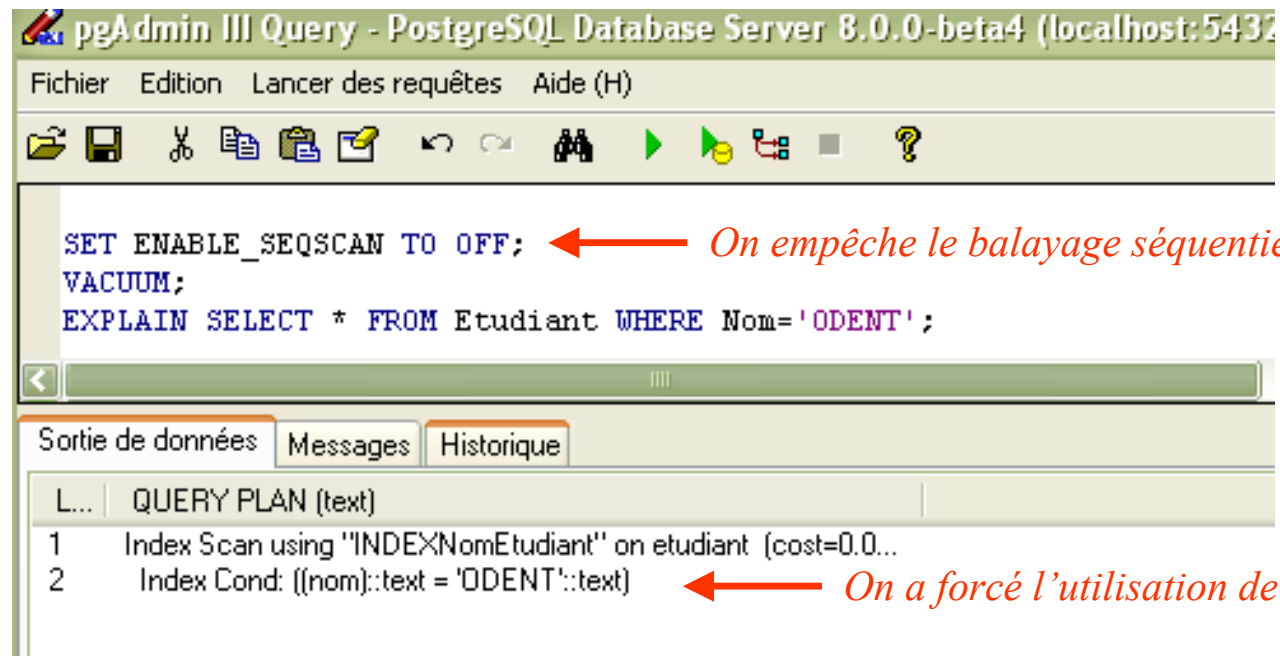 pgAdmin III Query - PostgreSQL Database Server 8.0.0-beta4 (localhost:5432
Fichier Edition Lancer des requêtes Aide (H)
SET ENABLE_SEQSCAN TO OFF; On empêche le balayage séquentie
VACUUM;
EXPLAIN SELECT * FROM Etudiant WHERE Nom='ODENT';
Sortie de données Messages Historique
L... QUERY PLAN (text)
1 Index Scan using "INDEXNomEtudiant" on etudiant (cost=0.0...
2 Index Cond: ((nom)::text = 'ODENT'::text) On a forcé l’utilisation de